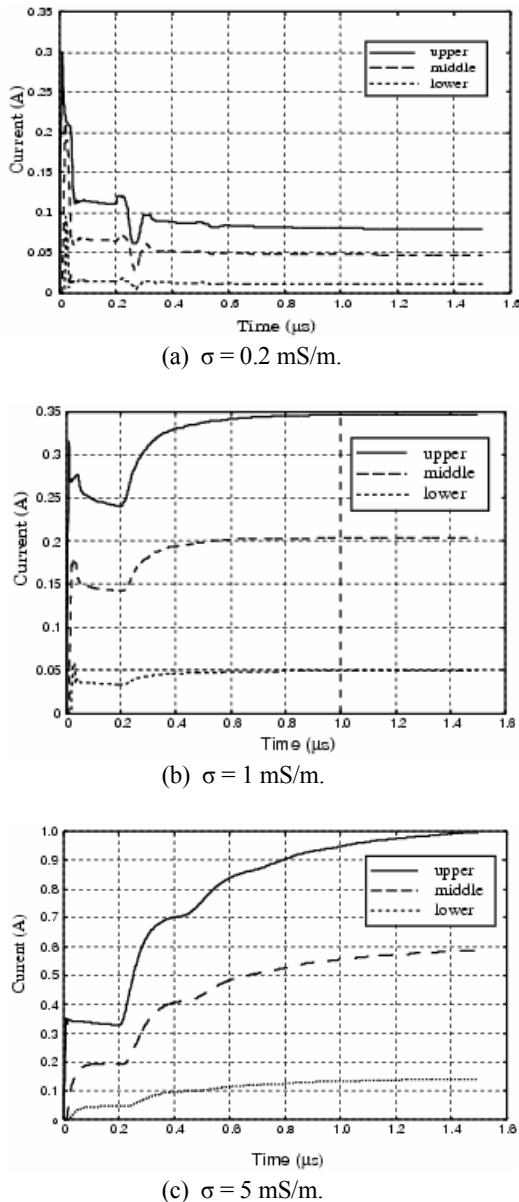 0.35
0.3
0.25
0.2
0.15
0.1
0.05
0
Current (A)
upper
middle
lower
0 0.2 0.4 0.6 0.8 1.0 1.2 1.4 1.6
Time (μs)
(a) σ = 0.2 mS/m.
0.35
0.3
0.25
0.2
0.15
0.1
0.05
0
Current (A)
upper
middle
lower
0 0.2 0.4 0.6 0.8 1.0 1.2 1.4 1.6
Time (μs)
(b) σ = 1 mS/m.
1.0
0.9
0.8
0.7
0.6
0.5
0.4
0.3
0.2
0.1
0
Current (A)
upper
middle
lower
0 0.2 0.4 0.6 0.8 1.0 1.2 1.4 1.6
Time (μs)
(c) σ = 5 mS/m.